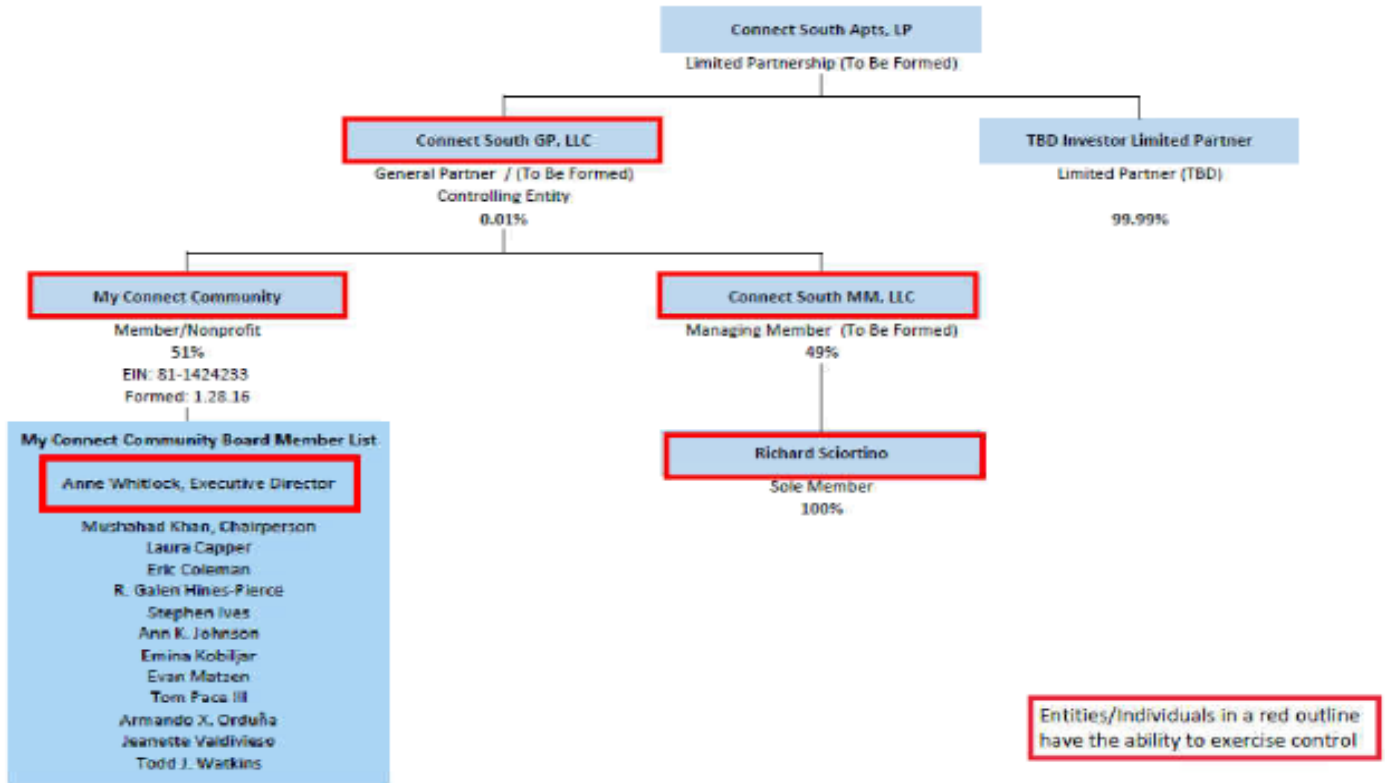 Connect South Apts, LP
Limited Partnership (To Be Formed)
Connect South GP, LLC
General Partner / (To Be Formed)
Controlling Entity
0.01%
TBD Investor Limited Partner
Limited Partner (TBD)
99.99%
My Connect Community
Member/Nonprofit
51%
EIN: 81-1424233
Formed: 1.28.16
Connect South MM, LLC
Managing Member (To Be Formed)
49%
My Connect Community Board Member List
Anne Whitlock, Executive Director
Mushahad Khan, Chairperson
Laura Capper
Eric Coleman
R. Galen Hines-Pierce
Stephen Ives
Ann K. Johnson
Emina Kobiljar
Evan Matzen
Tom Pace III
Armando X. Orduña
Jeanette Valdivieso
Todd J. Watkins
Richard Sciortino
Sole Member
100%
Entities/Individuals in a red outline
have the ability to exercise control